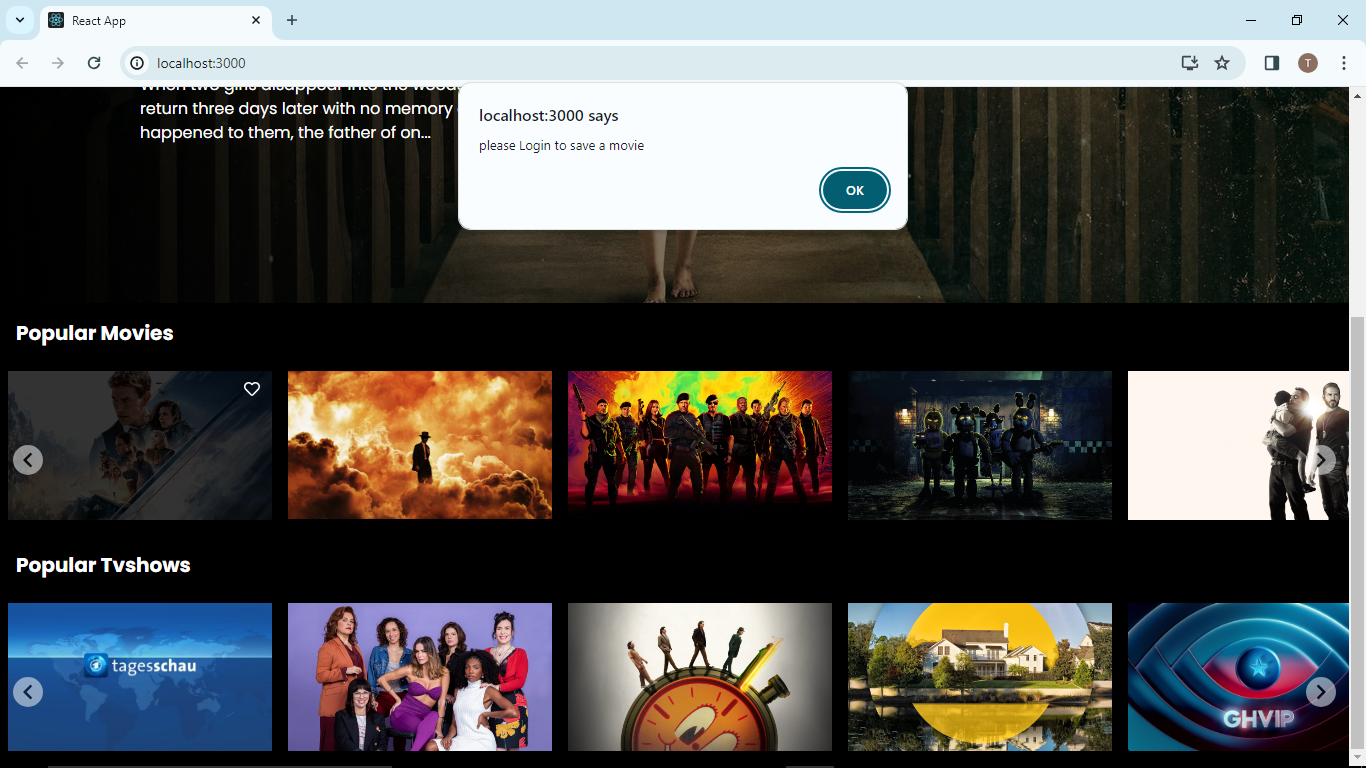 React App
localhost:3000
When two girls disappear into the woods
return three days later with no memory
happened to them, the father of on...
localhost:3000 says
please Login to save a movie
OK
T
Popular Movies
Popular Tvshows
tagesschau
GHVIP